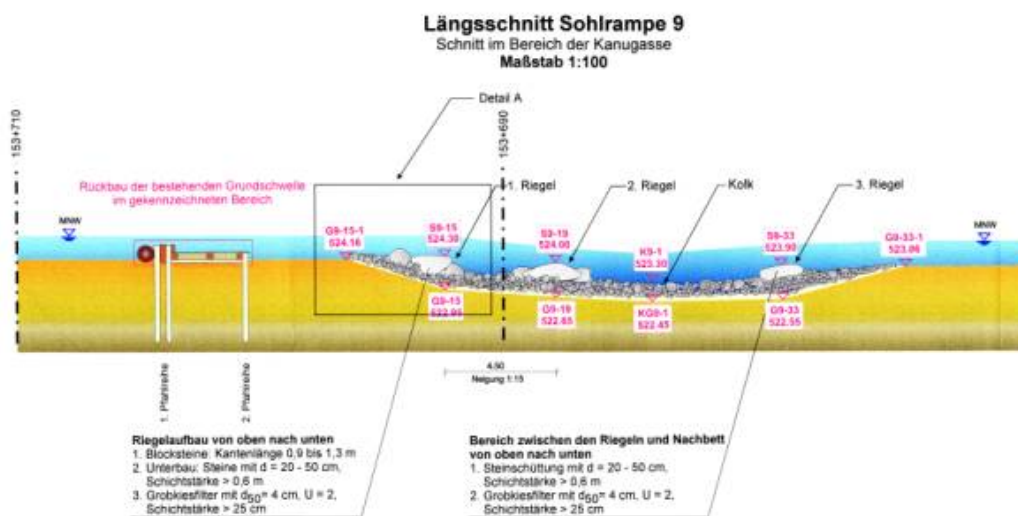 Längsschnitt Sohlrampe 9
Schnitt im Bereich der Kanugasse
Maßstab 1:100
Detail A
153+710
153+690
Rückbau der bestehenden Grundschwelle
im gekennzeichneten Bereich
1. Riegel
2. Riegel
Kolk
3. Riegel
MNW
MNW
G9-15-1
524.16
S9-15
524.30
S9-19
524.00
K9-1
523.20
S9-33
523.90
G9-33-1
G9-15
522.95
G9-19
522.65
KG9-1
522.45
G9-33
522.55
4.50
Neigung 1:15
1. Pfahlreihe
2. Pfahlreihe
Riegelaufbau von oben nach unten
1. Blocksteine: Kantenlänge 0,9 bis 1,3 m
2. Unterbau: Steine mit d = 20 - 50 cm,
Schichtstärke > 0,6 m
3. Grobkiesfilter mit d50= 4 cm, U = 2,
Schichtstärke > 25 cm
Bereich zwischen den Riegeln und Nachbett
von oben nach unten
1. Steinschüttung mit d = 20 - 50 cm,
Schichtstärke > 0,6 m
2. Grobkiesfilter mit d50= 4 cm, U = 2,
Schichtstärke > 25 cm